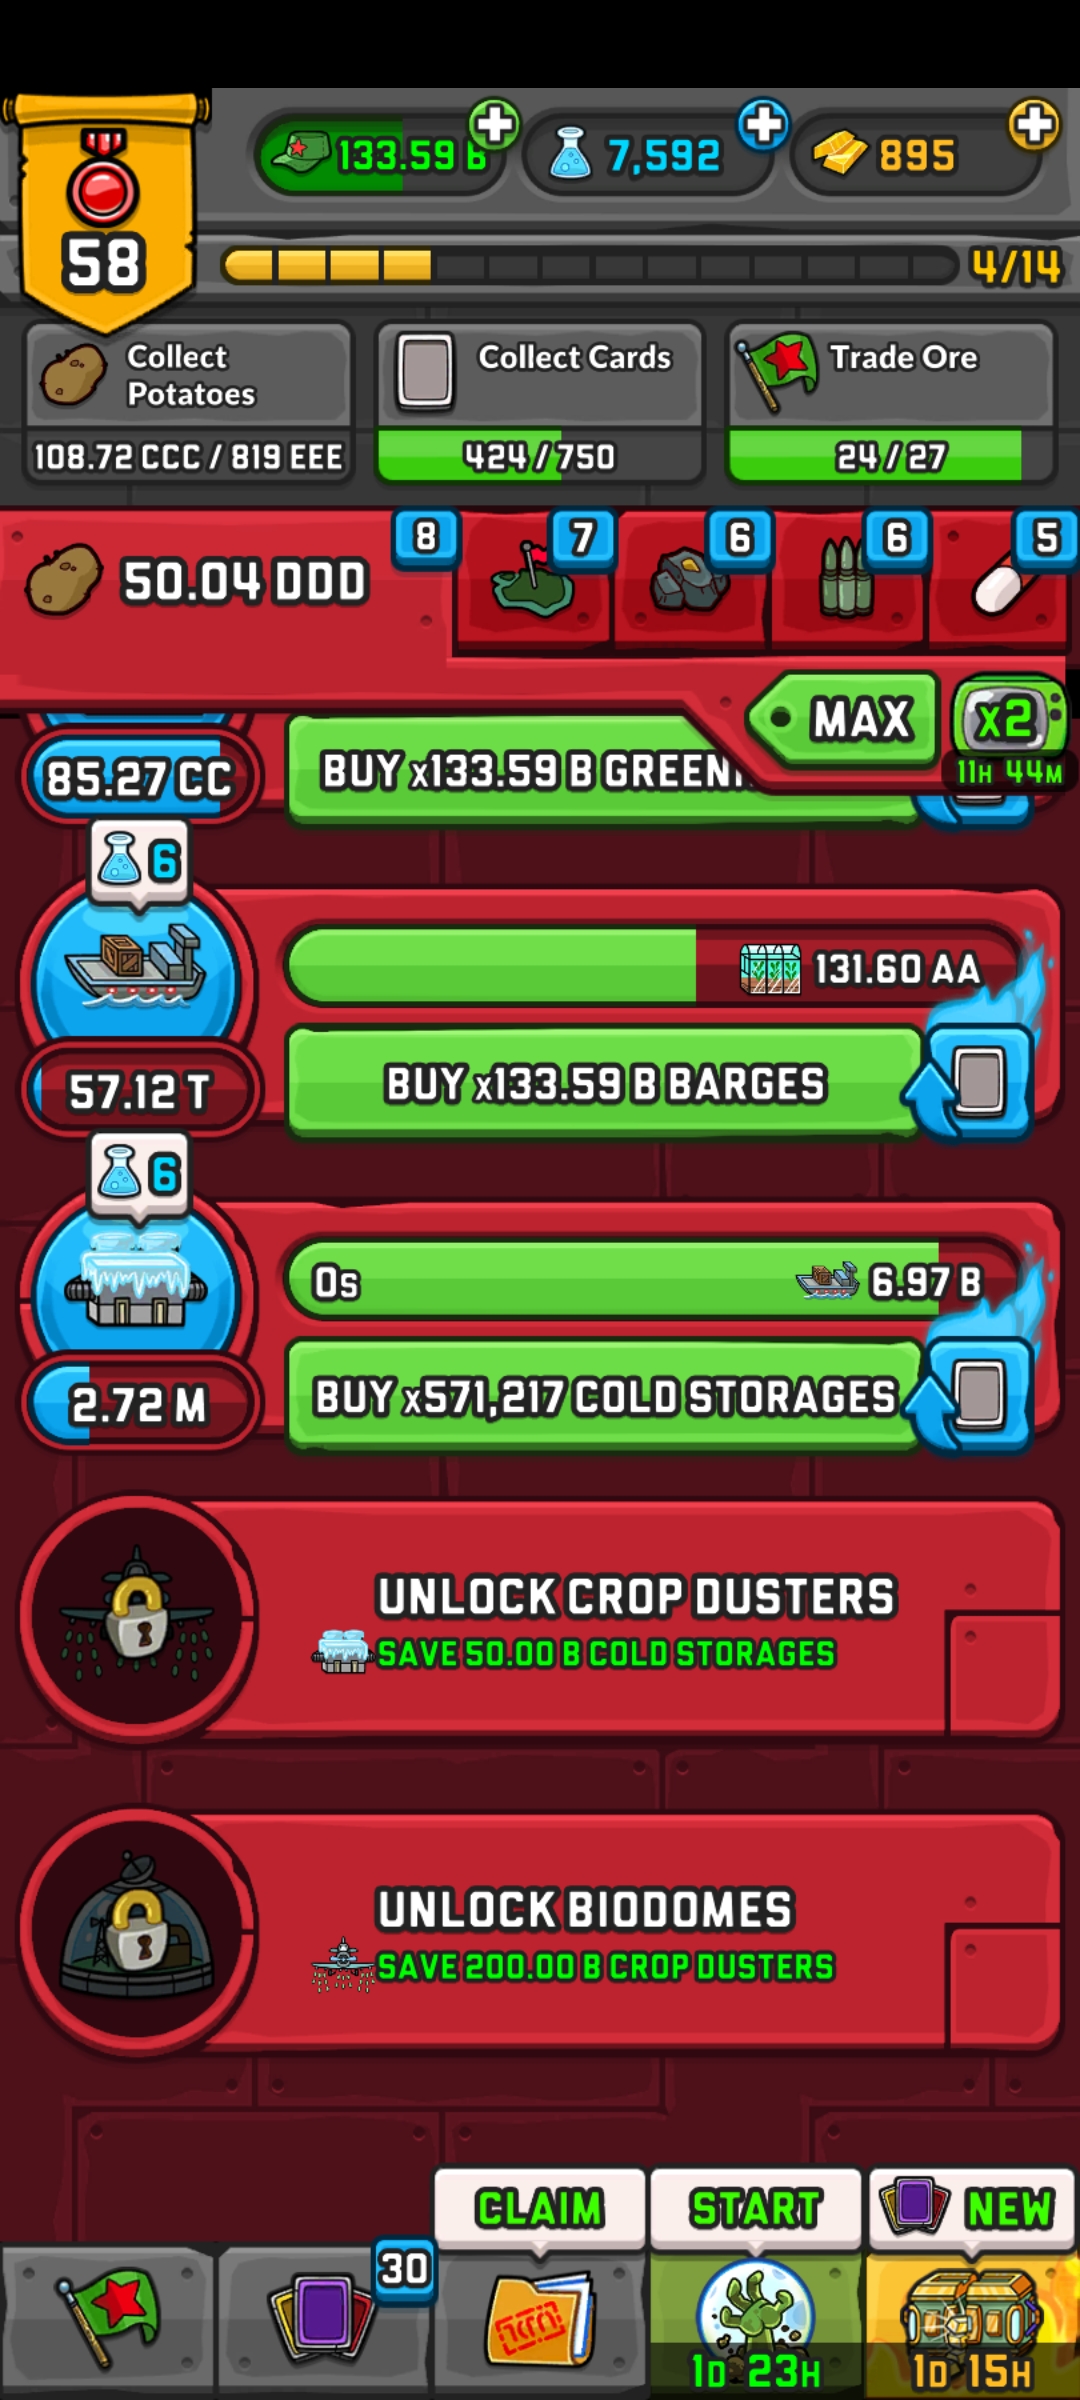 133.59 B
7,592
895
58
4/14
Collect Potatoes
108.72 CCC / 819 EEE
Collect Cards
424 / 750
Trade Ore
24 / 27
50.04 DDD
8
7
6
6
5
MAX
x2
11H 44M
85.27 CC
BUY x133.59 B
6
131.60 AA
57.12 T
BUY x133.59 B BARGES
6
0s
6.97 B
2.72 M
BUY x571,217 COLD STORAGES
UNLOCK CROP DUSTERS
SAVE 50.00 B COLD STORAGES
UNLOCK BIODOMES
SAVE 200.00 B CROP DUSTERS
CLAIM
START
NEW
30
1D 23H
1D 15H